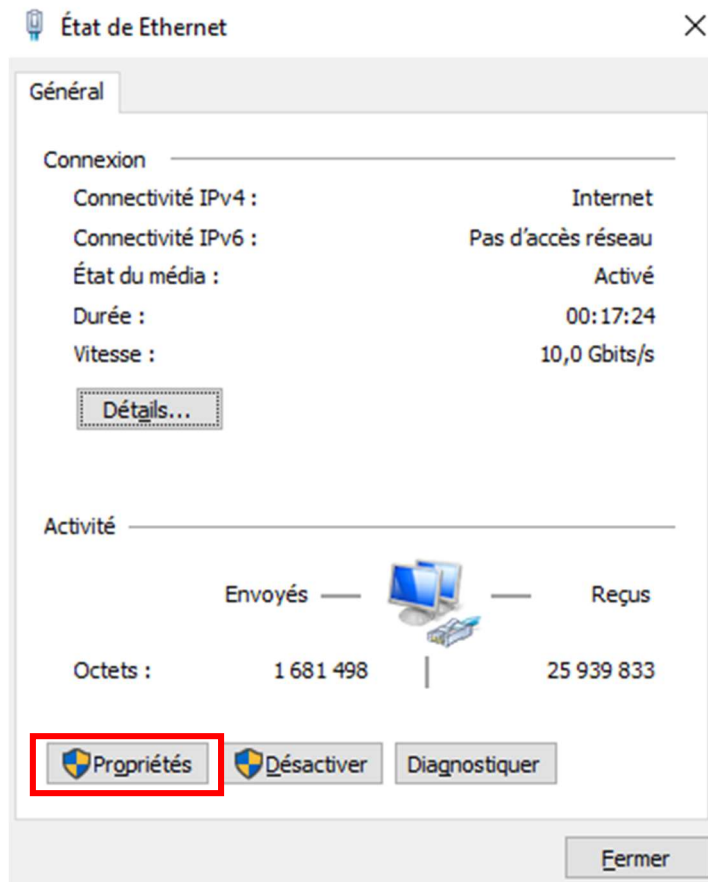 État de Ethernet
Général
Connexion
Connectivité IPv4 : Internet
Connectivité IPv6 : Pas d’accès réseau
État du média : Activé
Durée : 00:17:24
Vitesse : 10,0 Gbits/s
Détails...
Activité
Envoyés Reçus
Octets : 1 681 498 25 939 833
Propriétés Désactiver Diagnostiquer
Fermer